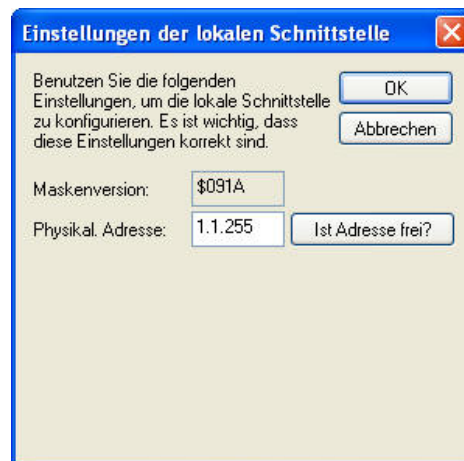 Einstellungen der lokalen Schnittstelle
Benutzen Sie die folgenden
Einstellungen, um die lokale Schnittstelle
zu konfigurieren. Es ist wichtig, dass
diese Einstellungen korrekt sind.
OK
Abbrechen
Maskenversion: $091A
Physikal. Adresse: 1.1.255 Ist Adresse frei?